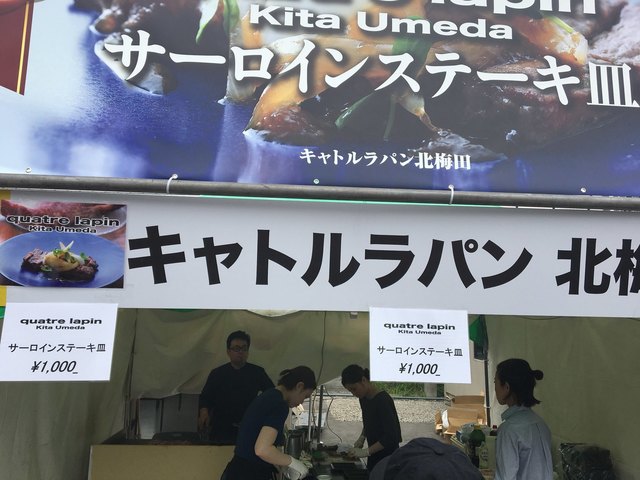 lapin
Kita Umeda
サーロインステーキ皿
キャトルラパン北梅田
quatre lapin
Kita Umeda
キャトルラパン 北梅
quatre lapin
Kita Umeda
サーロインステーキ皿
¥1,000_
quatre lapin
Kita Umeda
サーロインステーキ皿
¥1,000_